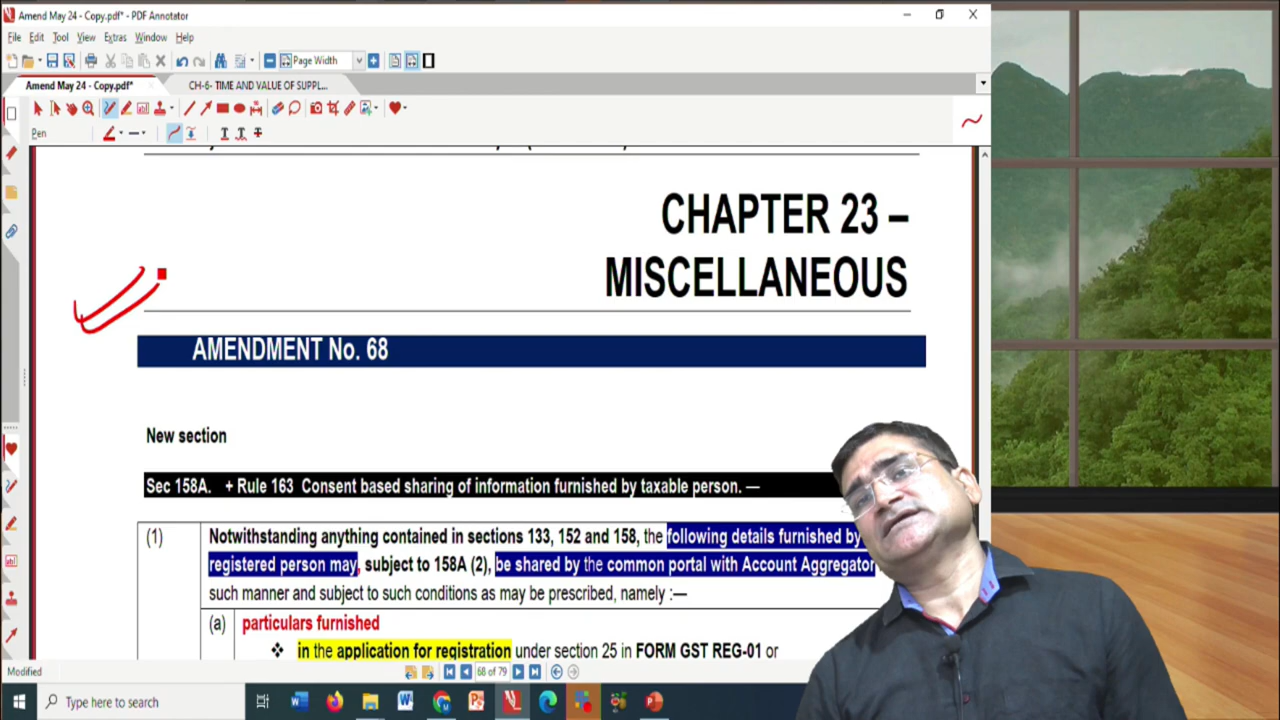 Amend May 24 - Copy.pdf* - PDF Annotator
File Edit Tool View Extras Window Help
Page Width
Amend May 24 - Copy.pdf*
CH-6- TIME AND VALUE OF SUPPL...
Pen
CHAPTER 23 –
MISCELLANEOUS
AMENDMENT No. 68
New section
Sec 158A. + Rule 163 Consent based sharing of information furnished by taxable person. —
(1) Notwithstanding anything contained in sections 133, 152 and 158, the following details furnished by
registered person may, subject to 158A (2), be shared by the common portal with Account Aggregator
such manner and subject to such conditions as may be prescribed, namely :—
(a) particulars furnished
❖ in the application for registration under section 25 in FORM GST REG-01 or
Modified
68 of 79
Type here to search